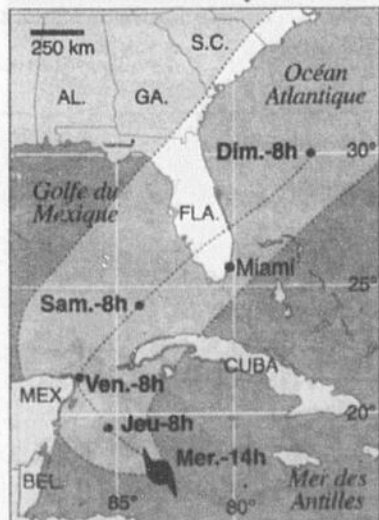 250 km
S.C.
Océan
Atlantique
AL.
GA.
Dim.-8h
30°
Golfe du
Mexique
FLA.
Miami
25°
Sam.-8h
CUBA
MEX.
Ven.-8h
20°
Jeu-8h
Mer.-14h
BEL.
Mer des
Antilles
85°
80°